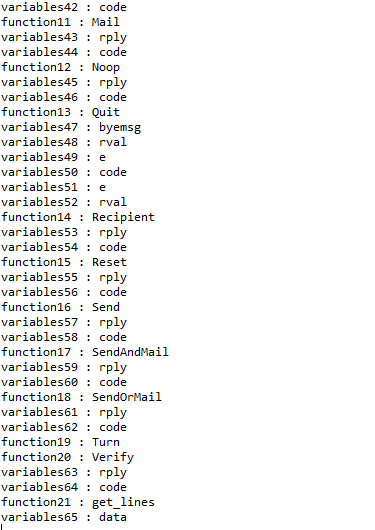 variables42 : code
function11 : Mail
variables43 : rply
variables44 : code
function12 : Noop
variables45 : rply
variables46 : code
function13 : Quit
variables47 : byemsg
variables48 : rval
variables49 : e
variables50 : code
variables51 : e
variables52 : rval
function14 : Recipient
variables53 : rply
variables54 : code
function15 : Reset
variables55 : rply
variables56 : code
function16 : Send
variables57 : rply
variables58 : code
function17 : SendAndMail
variables59 : rply
variables60 : code
function18 : SendOrMail
variables61 : rply
variables62 : code
function19 : Turn
function20 : Verify
variables63 : rply
variables64 : code
function21 : get_lines
variables65 : data